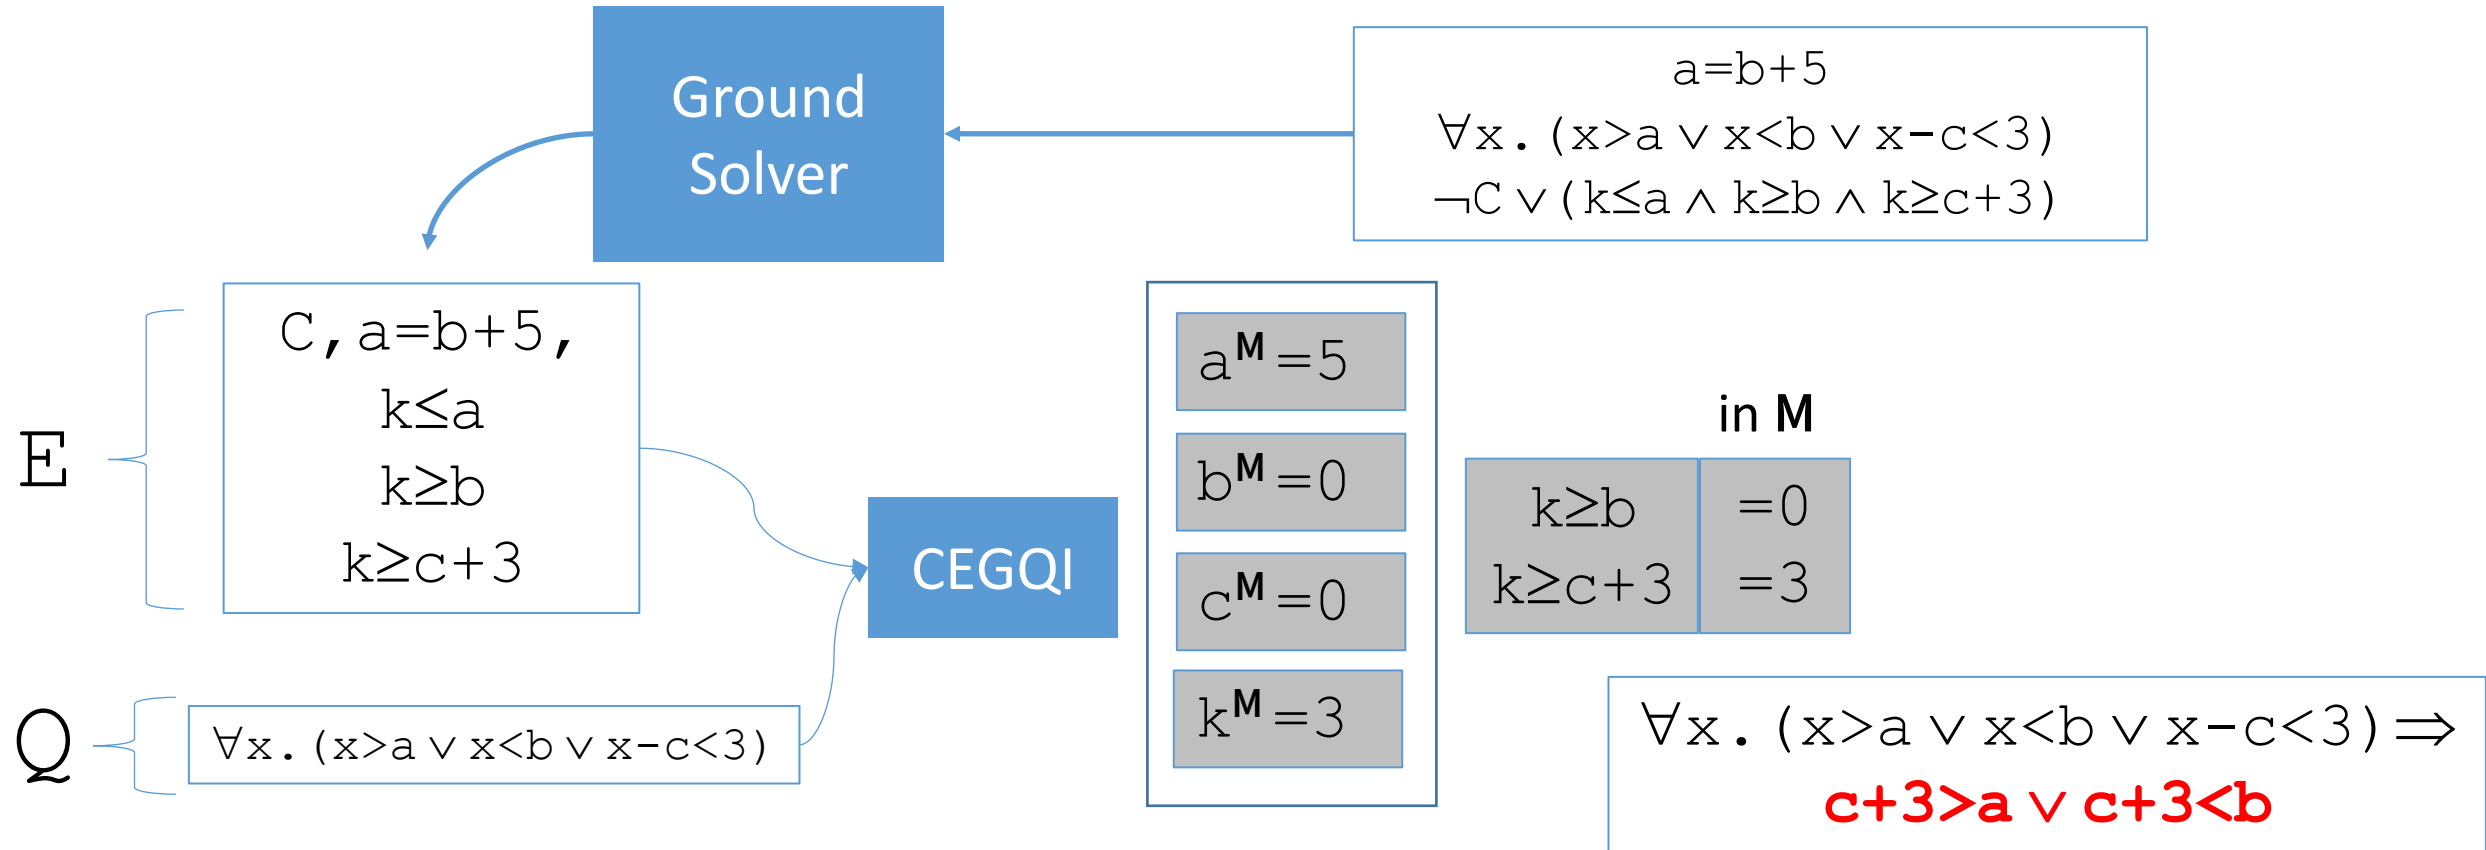 Ground
Solver
a=b+5
∀x.(x>a ∨ x<b ∨ x-c<3)
¬C ∨ (k≤a ∧ k≥b ∧ k≥c+3)
E
C,a=b+5,
k≤a
k≥b
k≥c+3
Q
∀x.(x>a ∨ x<b ∨ x-c<3)
CEGQI
aᴹ=5
bᴹ=0
cᴹ=0
kᴹ=3
in M
k≥b =0
k≥c+3 =3
∀x.(x>a ∨ x<b ∨ x-c<3)⇒
c+3>a ∨ c+3<b